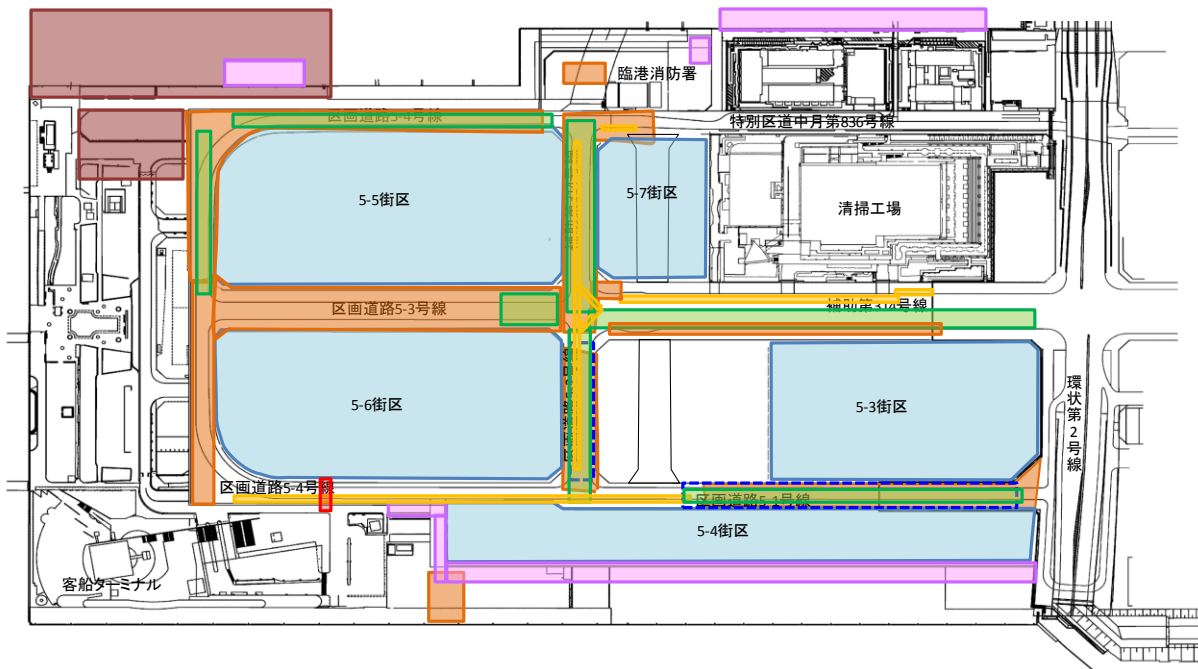 臨港消防署
区画道路5-4号線
特別区道中月第836号線
5-5街区
5-7街区
清掃工場
区画道路5-3号線
補助第314号線
5-6街区
5-3街区
環状第2号線
区画道路5-4号線
区画道路5-1号線
5-4街区
客船ターミナル